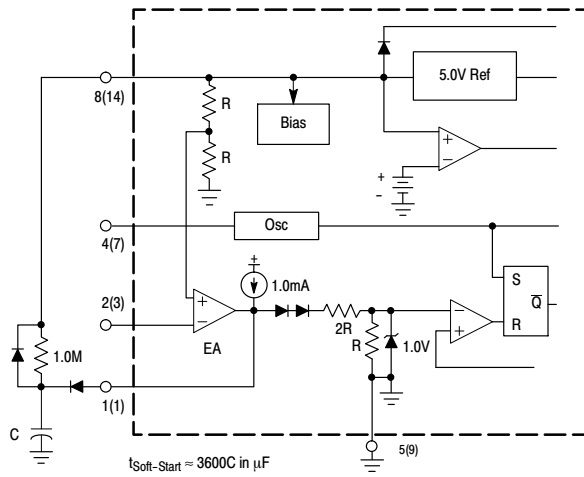 5.0V Ref
8(14)
R
Bias
R
+
−
+
−
4(7)
Osc
+
1.0mA
2(3)
+
−
EA
2R
R
1.0V
−
+
S
Q̅
R
1.0M
1(1)
C
5(9)
tSoft−Start ≈ 3600C in μF